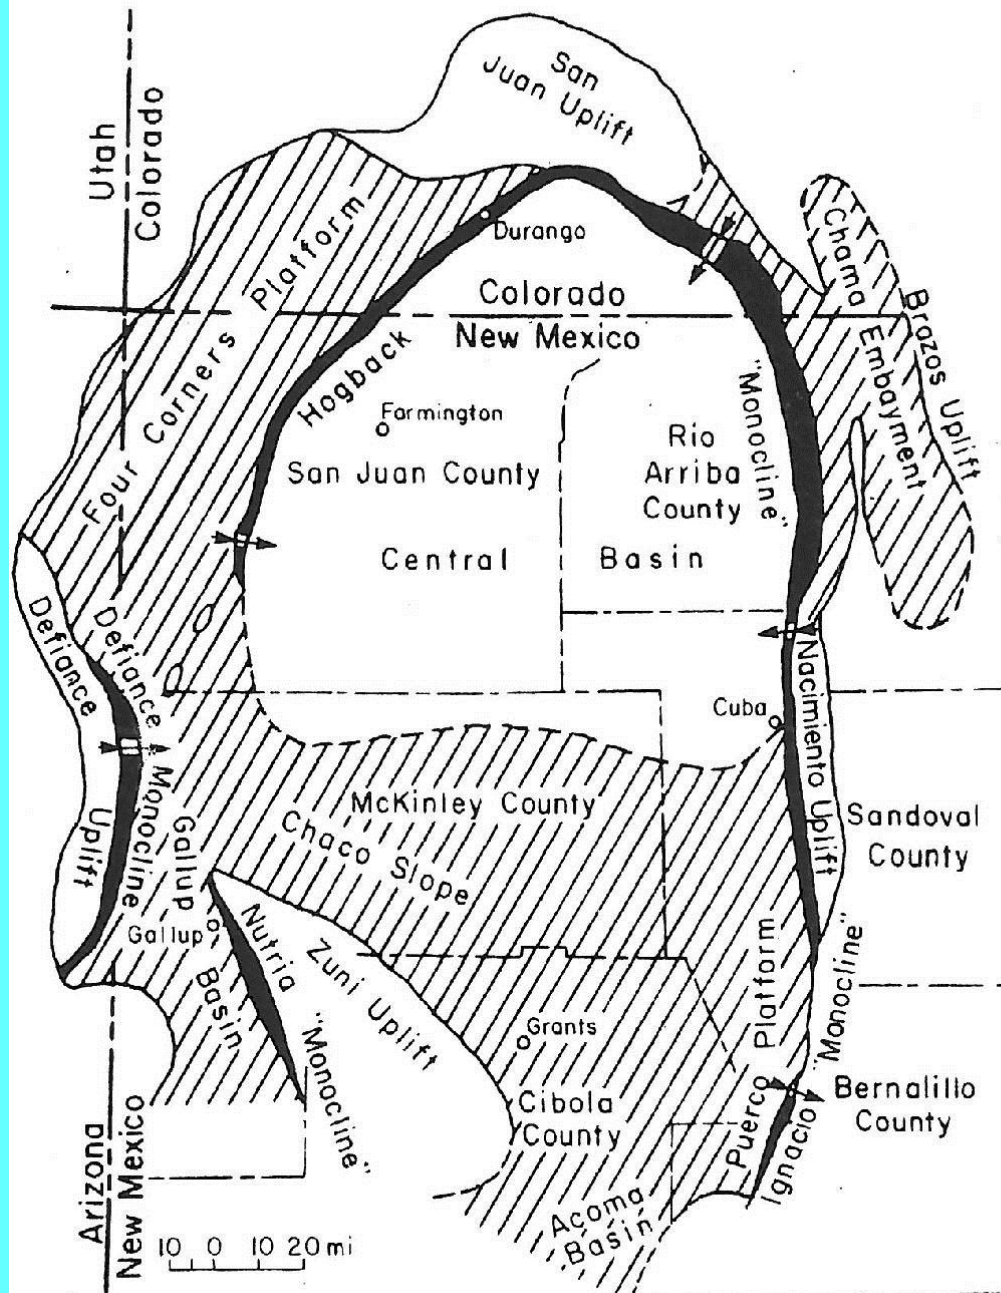 San
Juan Uplift
Utah
Colorado
Four Corners Platform
Durango
Chama
Embayment
Brazos Uplift
Colorado
New Mexico
Hogback
"Monocline"
Farmington
San Juan County
Rio
Arriba
County
Central Basin
Defiance
Uplift
Defiance
Monocline
Nacimiento Uplift
Cuba
McKinley County
Chaco Slope
Sandoval
County
Gallup
Basin
Gallup
Nutria
"Monocline"
Zuni Uplift
Grants
Puerco Platform
Ignacio "Monocline"
Bernalillo
County
Cibola
County
Acoma
Basin
Arizona
New Mexico
10 0 10 20 mi